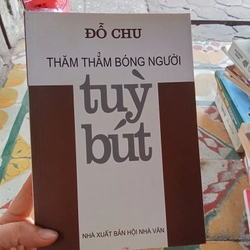 ĐỖ CHU
THĂM THẲM BÓNG NGƯỜI
tuỳ
bút
NHÀ XUẤT BẢN HỘI NHÀ VĂN